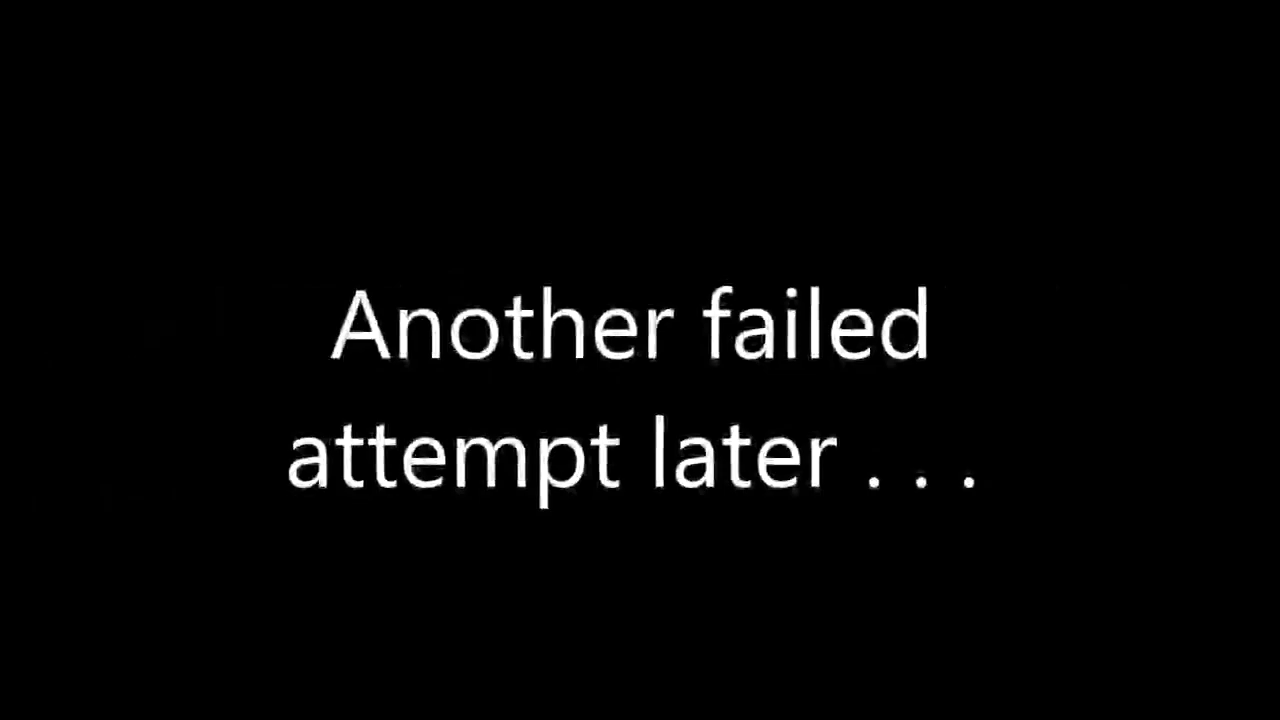 Another failed
attempt later . . .